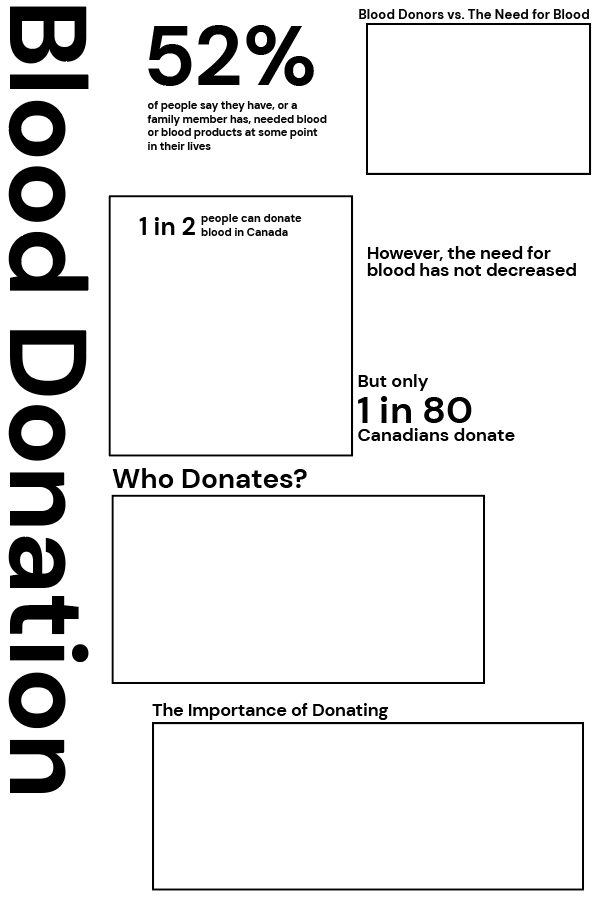 Blood Donation
52%
of people say they have, or a
family member has, needed blood
or blood products at some point
in their lives
Blood Donors vs. The Need for Blood
1 in 2 people can donate
blood in Canada
However, the need for
blood has not decreased
But only
1 in 80
Canadians donate
Who Donates?
The Importance of Donating